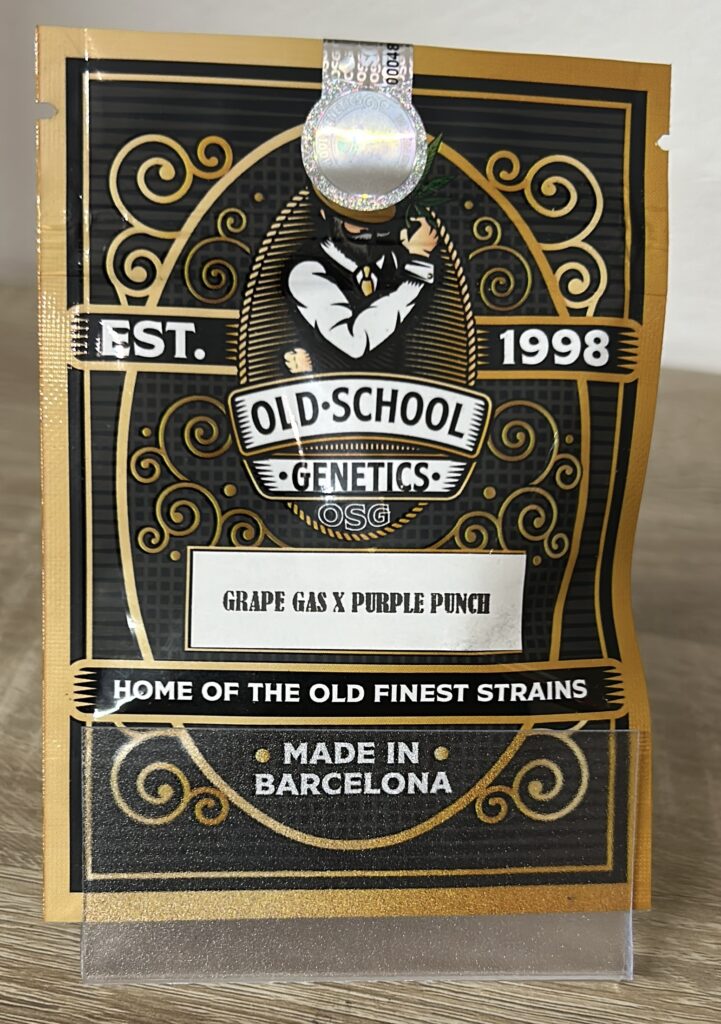 00048
EST.
1998
OLD·SCHOOL
·GENETICS·
OSG
GRAPE GAS X PURPLE PUNCH
HOME OF THE OLD FINEST STRAINS
• MADE IN •
BARCELONA